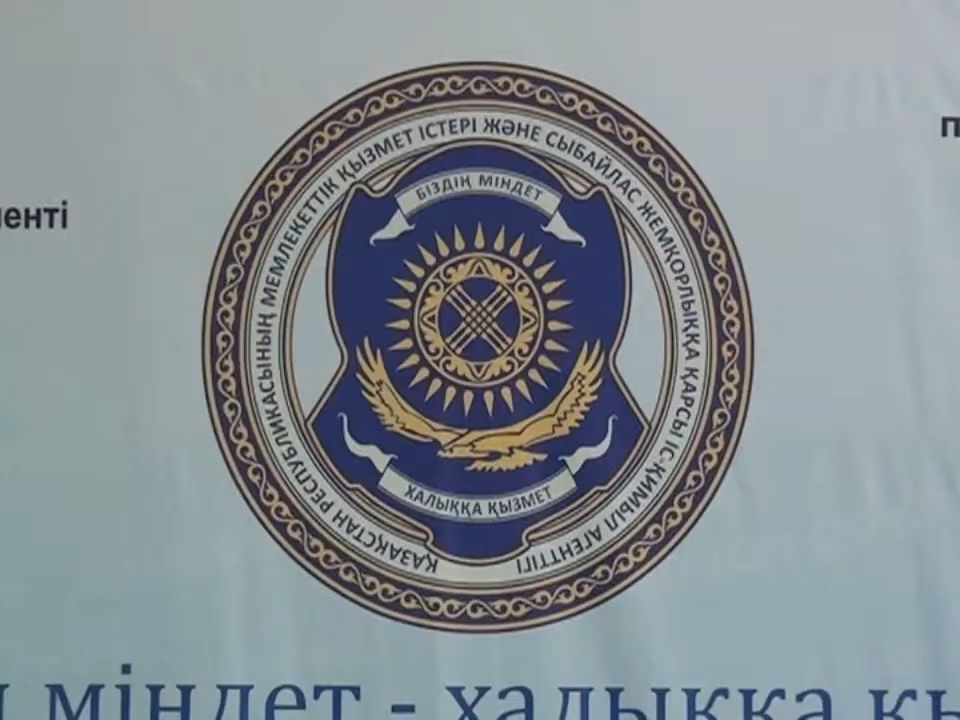 ҚАЗАҚСТАН РЕСПУБЛИКАСЫНЫҢ МЕМЛЕКЕТТІК ҚЫЗМЕТ ІСТЕРІ ЖӘНЕ СЫБАЙЛАС ЖЕМҚОРЛЫҚҚА ҚАРСЫ ІС-ҚИМЫЛ АГЕНТТІГІ
БІЗДІҢ МІНДЕТ
ХАЛЫҚҚА ҚЫЗМЕТ
енті
міндет - халыққа қы